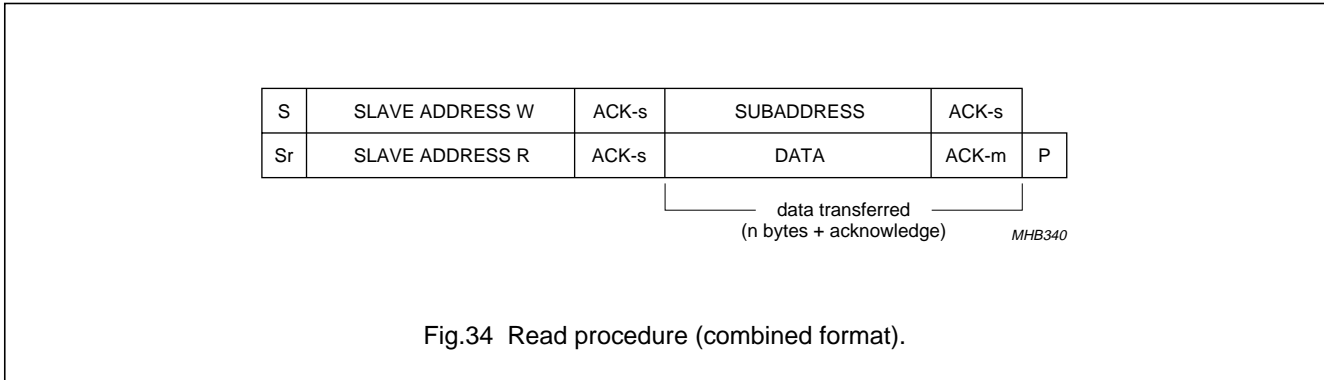 S SLAVE ADDRESS W ACK-s SUBADDRESS ACK-s
Sr SLAVE ADDRESS R ACK-s DATA ACK-m P
data transferred
(n bytes + acknowledge)
MHB340
Fig.34 Read procedure (combined format).